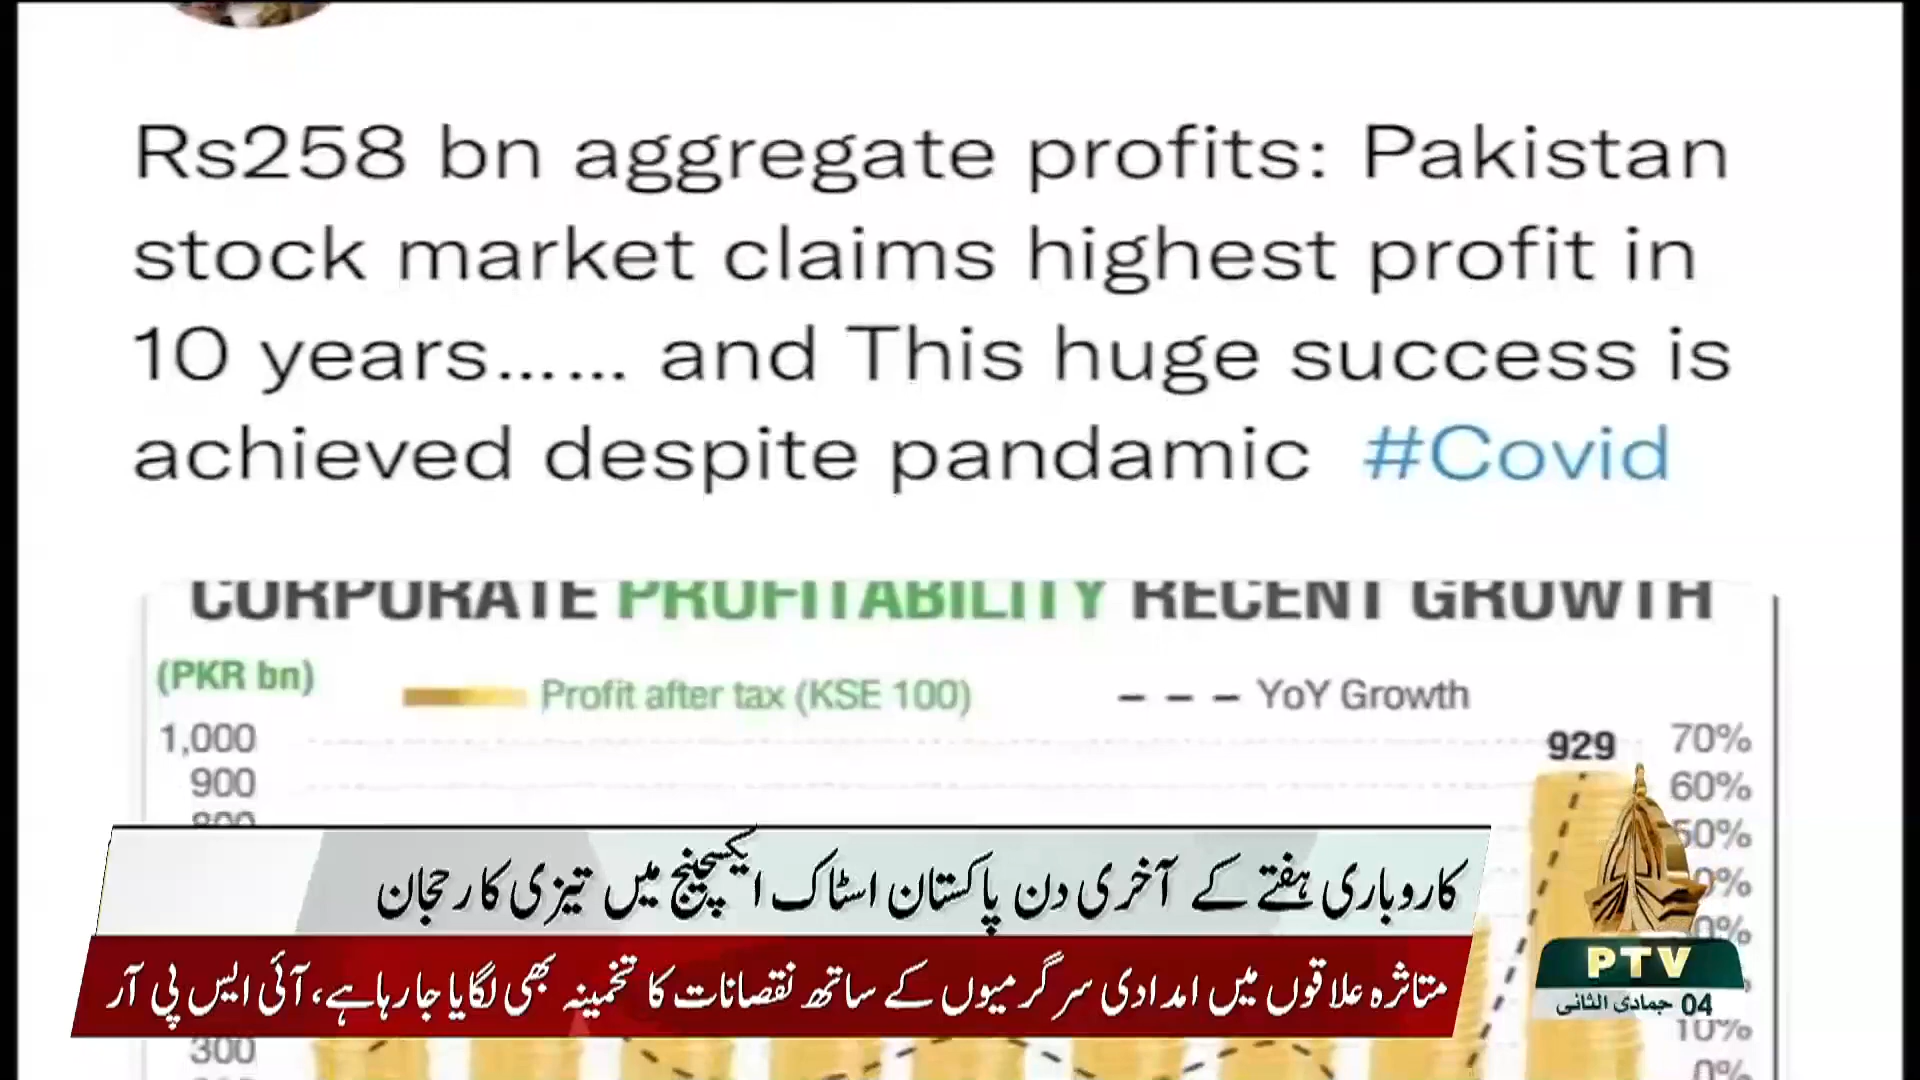 Rs258 bn aggregate profits: Pakistan
stock market claims highest profit in
10 years...... and This huge success is
achieved despite pandamic #Covid
CORPORATE PROFITABILITY RECENT GROWTH
(PKR bn)
Profit after tax (KSE 100)
YoY Growth
1,000
929
70%
900
60%
800
50%
کاروباری ہفتے کے آخری دن پاکستان اسٹاک ایکسچینج میں تیزی کا رجحان
متاثرہ علاقوں میں امدادی سرگرمیوں کے ساتھ نقصانات کا تخمینہ بھی لگایا جا رہا ہے، آئی ایس پی آر
PTV
04 جمادی الثانی
10%
300
0%